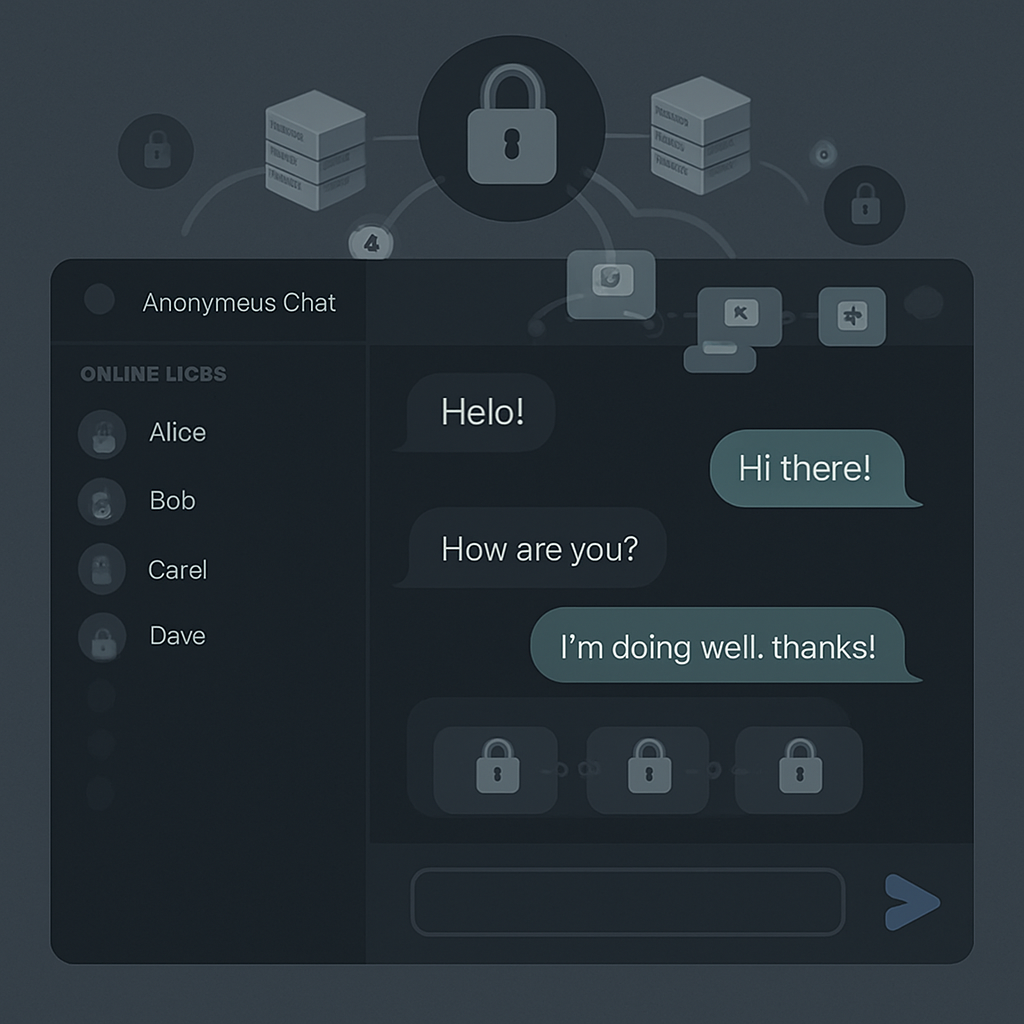 4
Anonymeus Chat
ONLINE LICBS
Alice
Bob
Carel
Dave
Helo!
Hi there!
How are you?
I'm doing well. thanks!